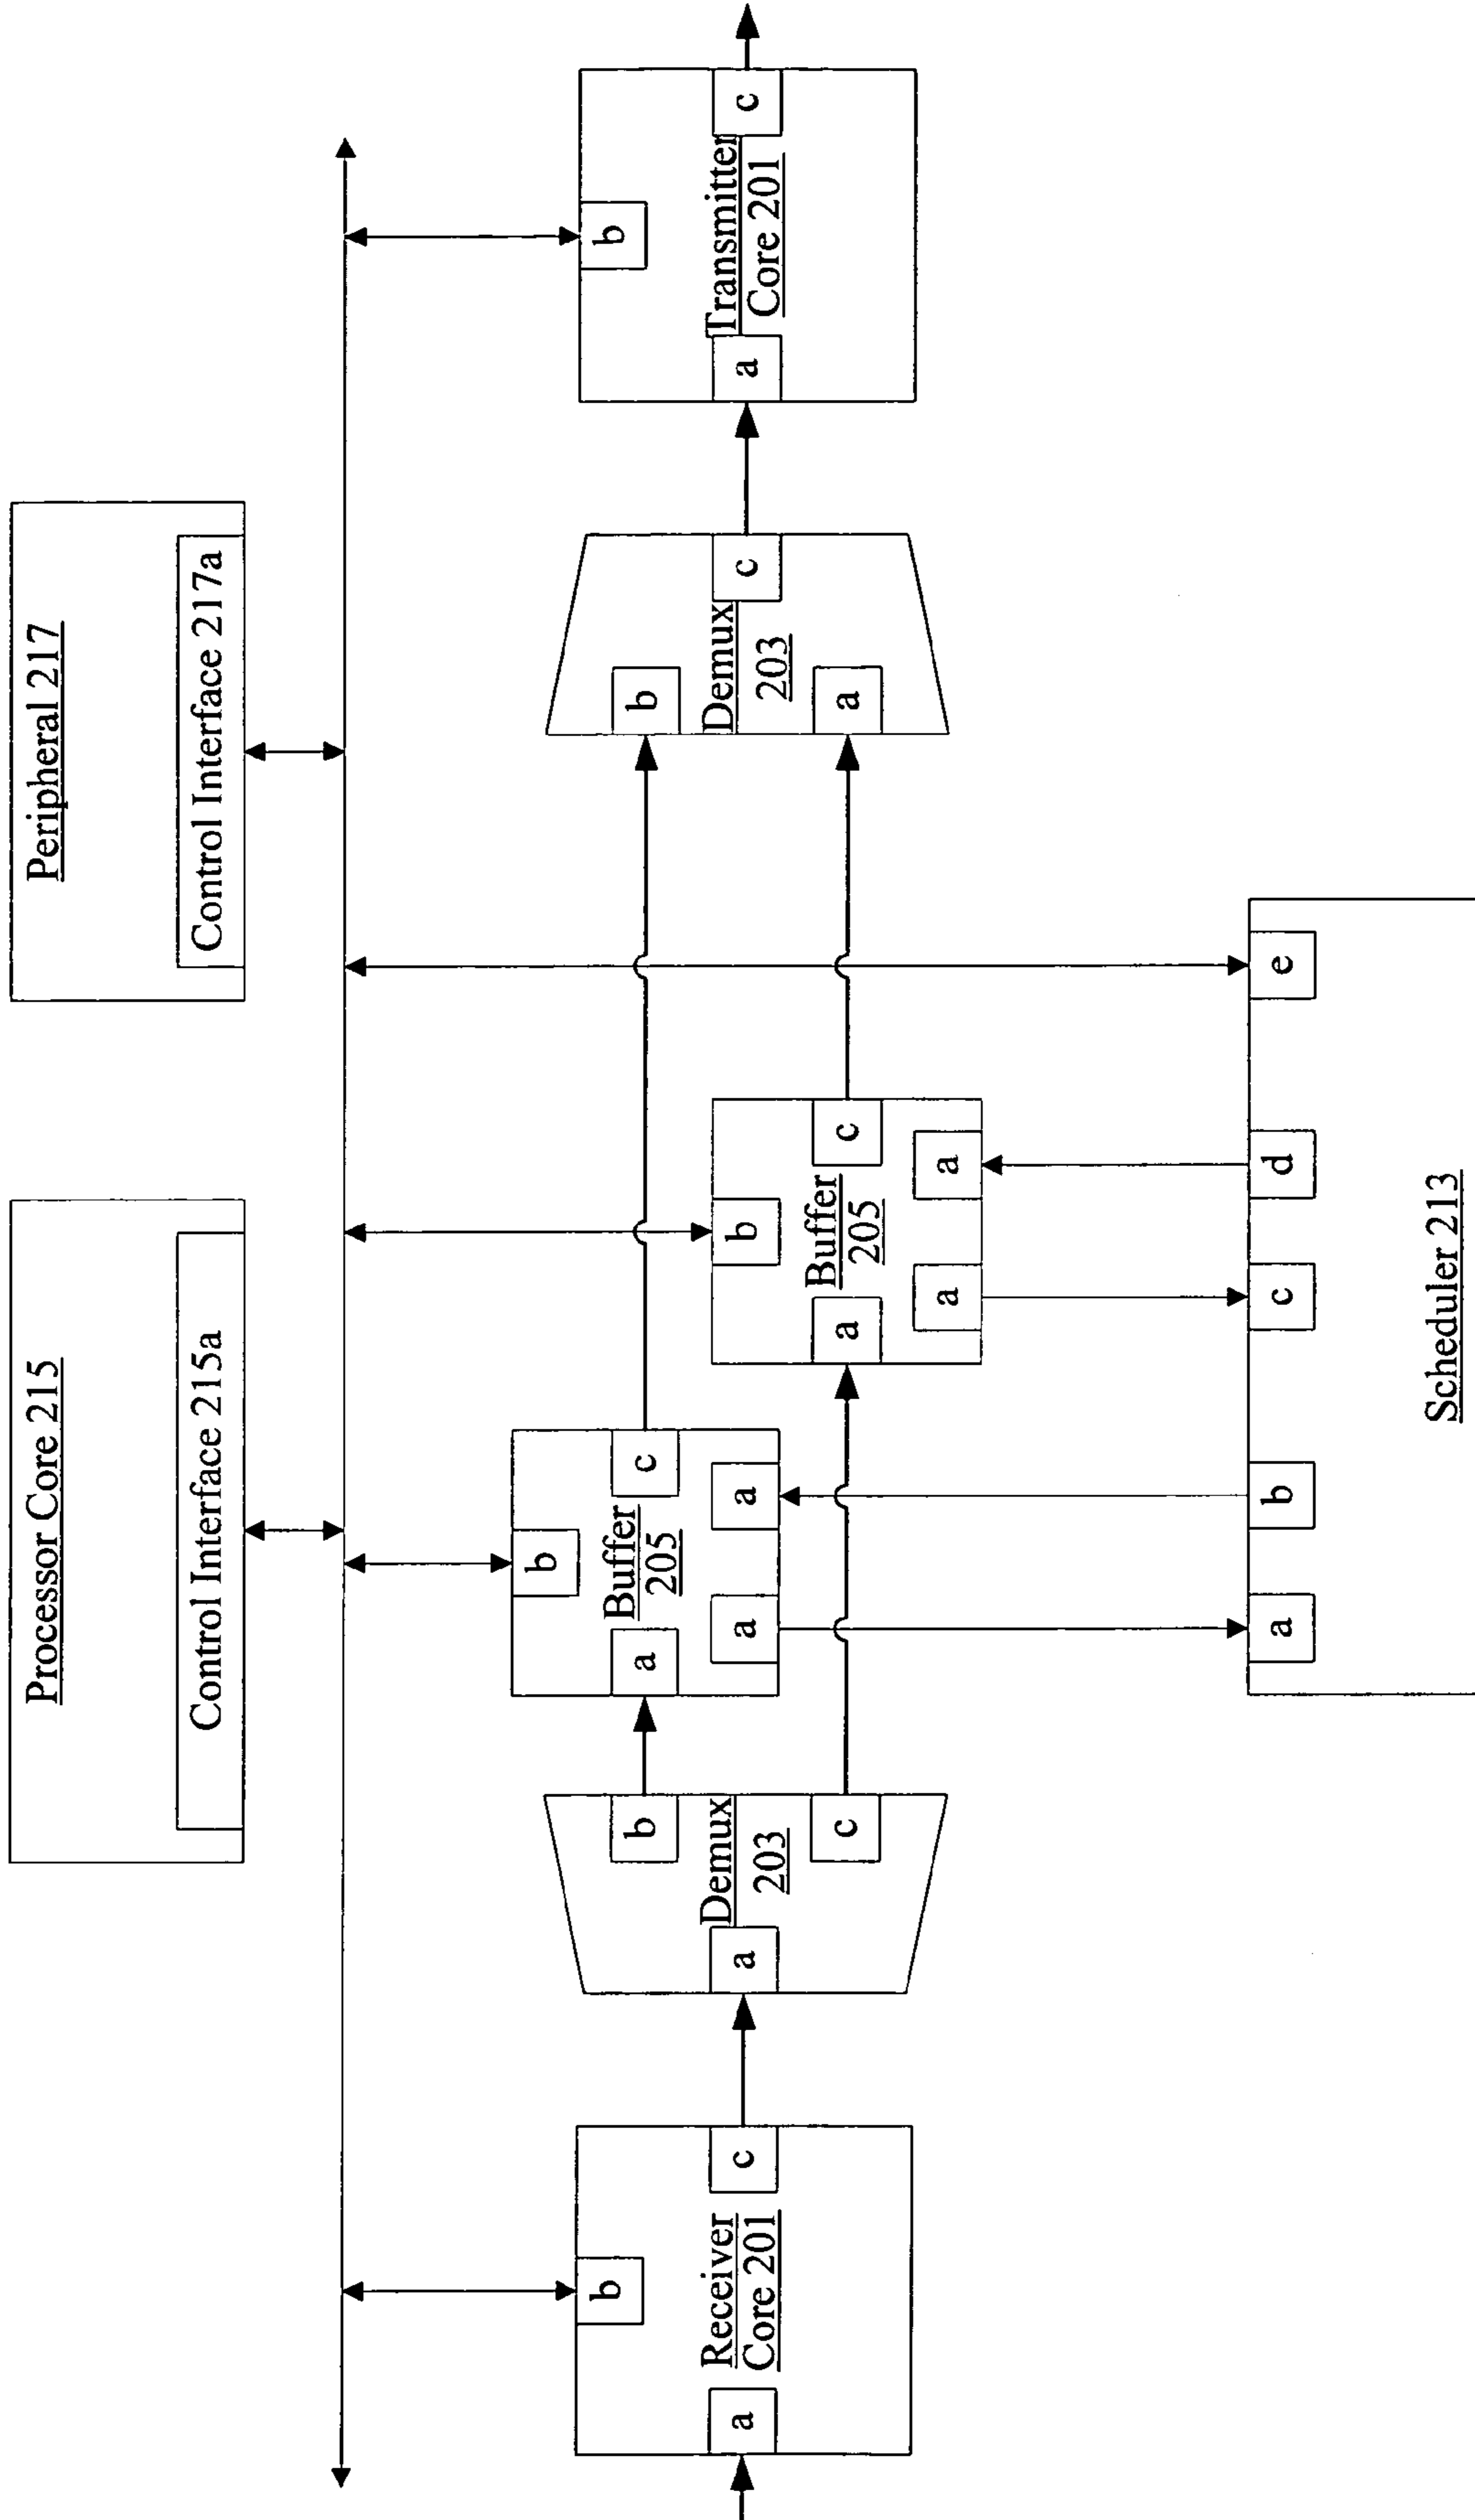 Processor Core 215
Control Interface 215a
Peripheral 217
Control Interface 217a
a
b
Receiver
Core 201
c
a
Demux
203
b
c
a
b
Buffer
205
c
a
a
a
b
Buffer
205
c
a
a
b
Demux
203
a
c
a
b
Transmitter
Core 201
c
a
b
c
d
e
Scheduler 213